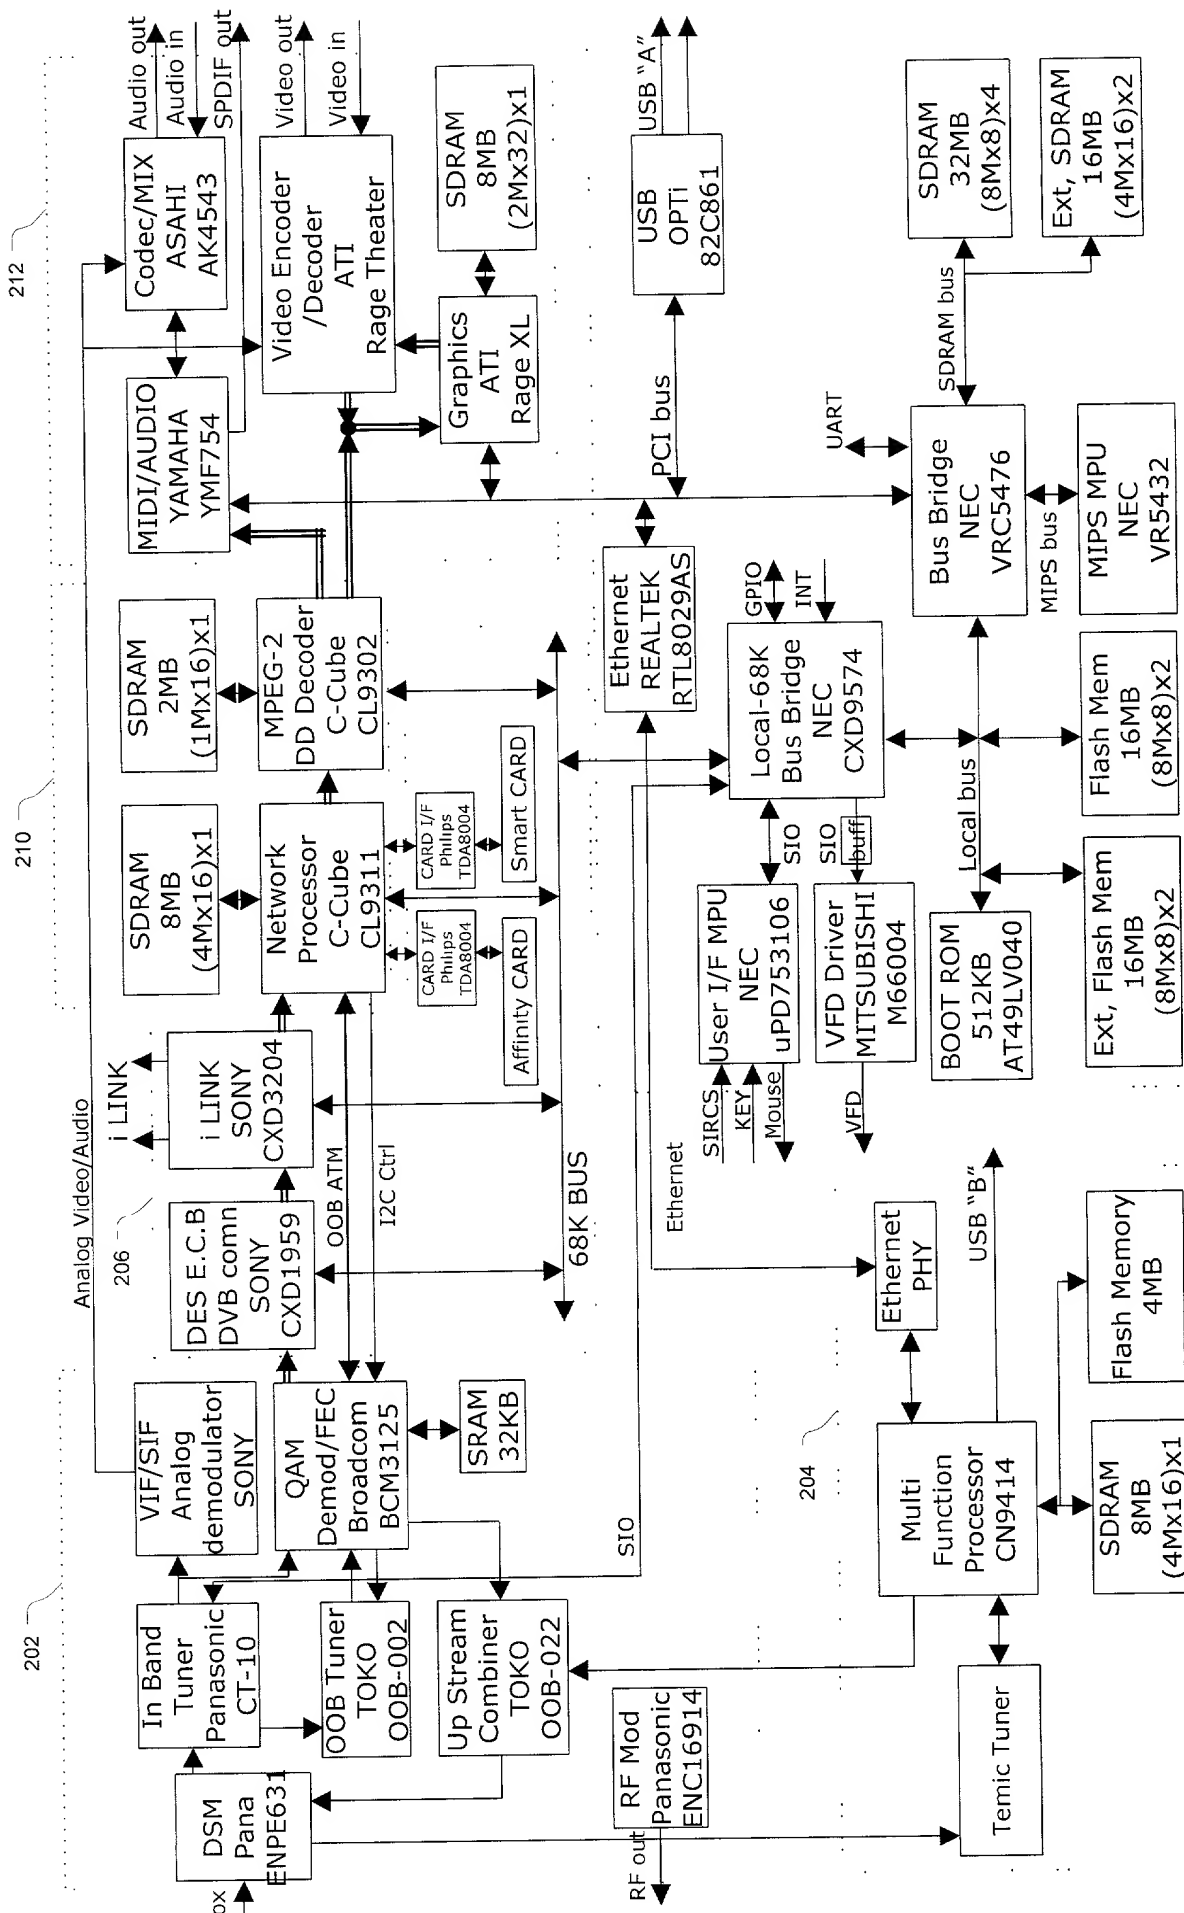 202
206
210
212
ox
DSM
Pana
ENPE631
In Band
Tuner
Panasonic
CT-10
OOB Tuner
TOKO
OOB-002
Up Stream
Combiner
TOKO
OOB-022
RF Mod
Panasonic
ENC16914
RF out
VIF/SIF
Analog
demodulator
SONY
QAM
Demod/FEC
Broadcom
BCM3125
SRAM
32KB
SIO
Analog Video/Audio
DES E.C.B
DVB comn
SONY
CXD1959
i LINK
i LINK
SONY
CXD3204
OOB ATM
I2C Ctrl
68K BUS
SDRAM
8MB
(4Mx16)x1
Network
Processor
C-Cube
CL9311
CARD I/F
Philips
TDA8004
Affinity CARD
CARD I/F
Philips
TDA8004
Smart CARD
SDRAM
2MB
(1Mx16)x1
MPEG-2
DD Decoder
C-Cube
CL9302
MIDI/AUDIO
YAMAHA
YMF754
Codec/MIX
ASAHI
AK4543
Audio out
Audio in
SPDIF out
Video Encoder
/Decoder
ATI
Rage Theater
Video out
Video in
Graphics
ATI
Rage XL
SDRAM
8MB
(2Mx32)x1
Ethernet
REALTEK
RTL8029AS
PCI bus
USB
OPTi
82C861
USB "A"
Ethernet
SIRCS
KEY
Mouse
User I/F MPU
NEC
uPD753106
SIO
SIO
buff
VFD
VFD Driver
MITSUBISHI
M66004
Local-68K
Bus Bridge
NEC
CXD9574
GPIO
INT
UART
Bus Bridge
NEC
VRC5476
SDRAM bus
SDRAM
32MB
(8Mx8)x4
Ext, SDRAM
16MB
(4Mx16)x2
MIPS bus
MIPS MPU
NEC
VR5432
Local bus
Flash Mem
16MB
(8Mx8)x2
BOOT ROM
512KB
AT49LV040
Ext, Flash Mem
16MB
(8Mx8)x2
204
Ethernet
PHY
USB "B"
Multi
Function
Processor
CN9414
Flash Memory
4MB
SDRAM
8MB
(4Mx16)x1
Temic Tuner